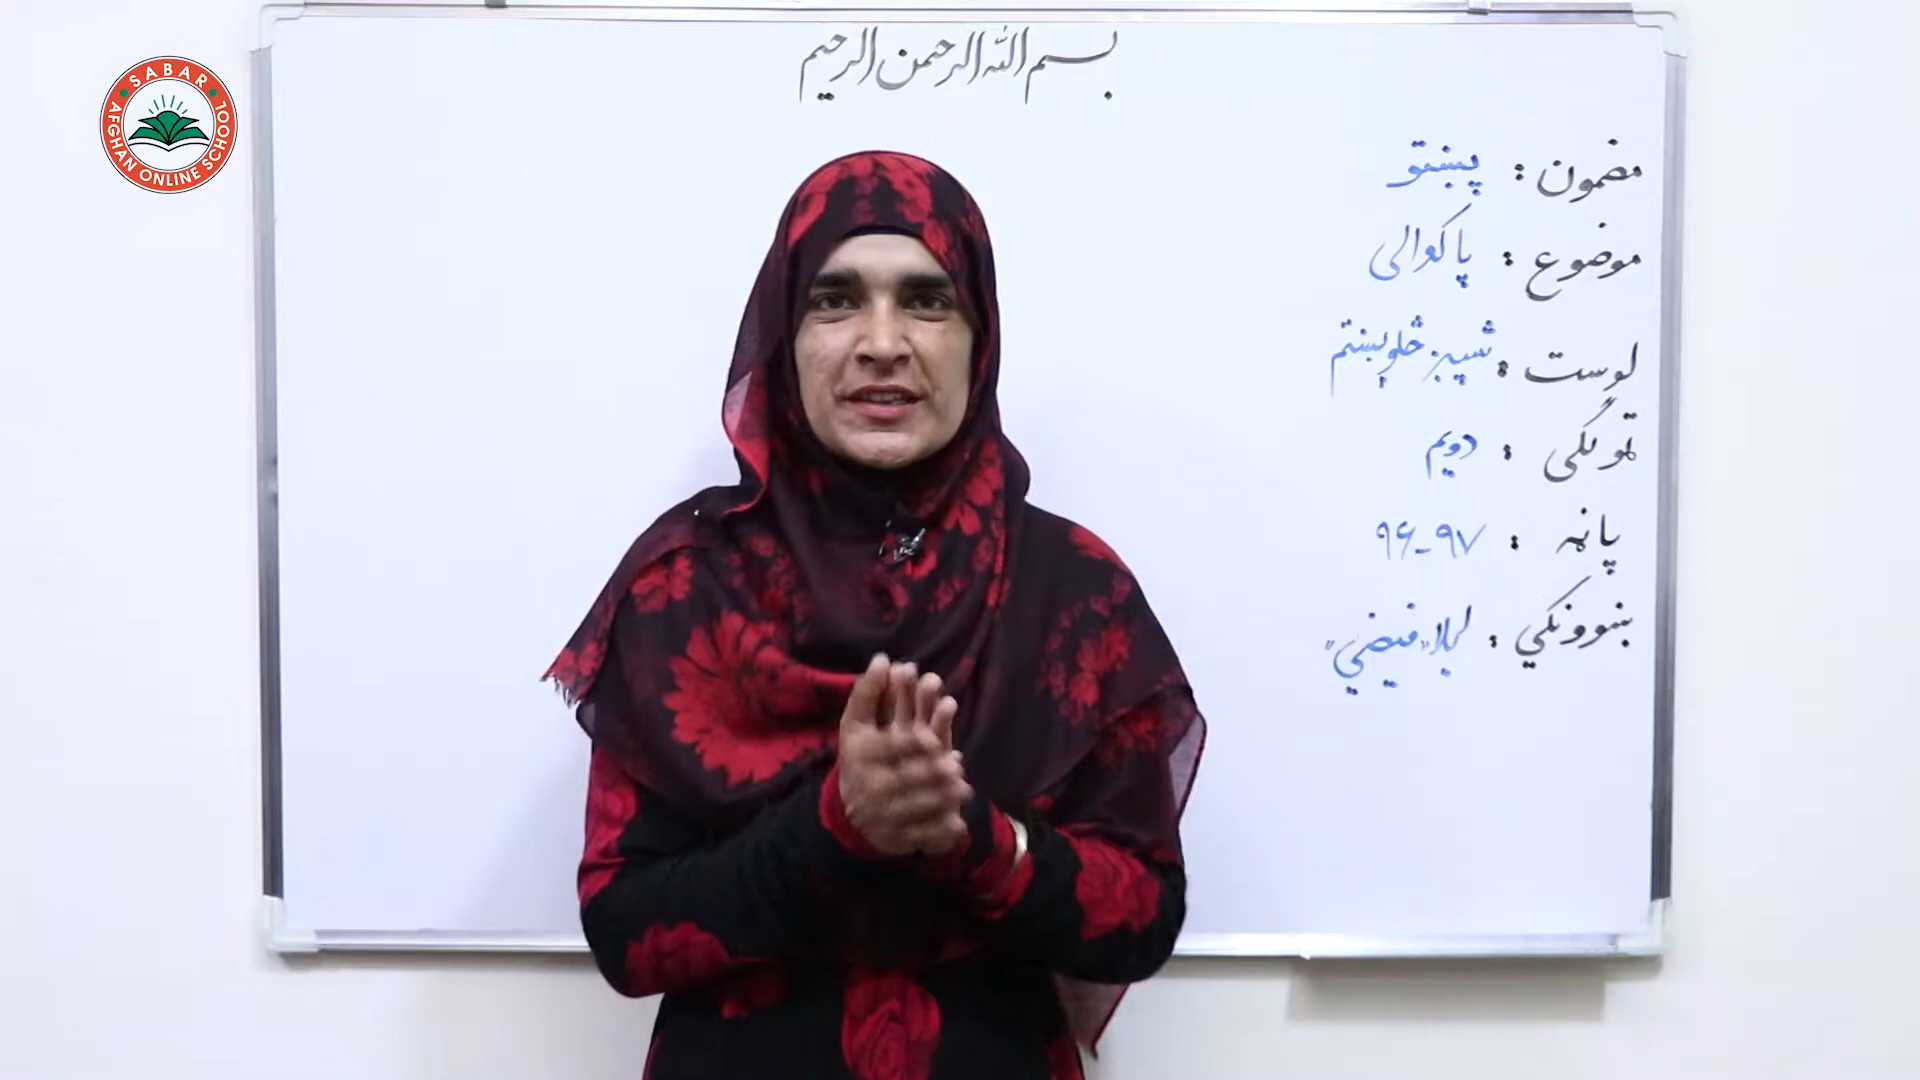 SABAR
AFGHAN ONLINE SCHOOL
بسم الله الرحمن الرحيم
مضمون : پښتو
موضوع : پاکوالی
لوست : شپږ څلوېښتم
ټولګی : دویم
پاڼه : ۹۶-۹۷
ښوونکې : لیلا "فیضي"